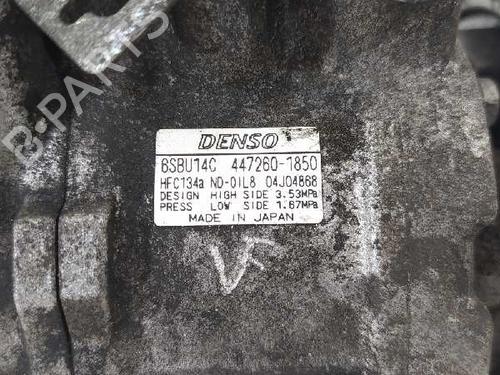 B-PARTS
DENSO
6SBU14C 447260-1850
HFC134a ND-OIL8 04J04868
DESIGN HIGH SIDE 3.53MPa
PRESS LOW SIDE 1.67MPa
MADE IN JAPAN